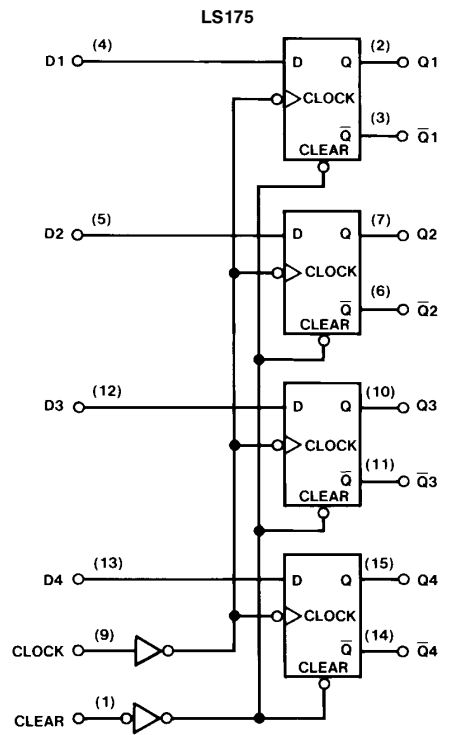 LS175
D1 (4) D Q (2) Q1
CLOCK
Q̅ (3) Q̅1
CLEAR
D2 (5) D Q (7) Q2
CLOCK
Q̅ (6) Q̅2
CLEAR
D3 (12) D Q (10) Q3
CLOCK
Q̅ (11) Q̅3
CLEAR
D4 (13) D Q (15) Q4
CLOCK
Q̅ (14) Q̅4
CLOCK (9)
CLEAR
CLEAR (1)